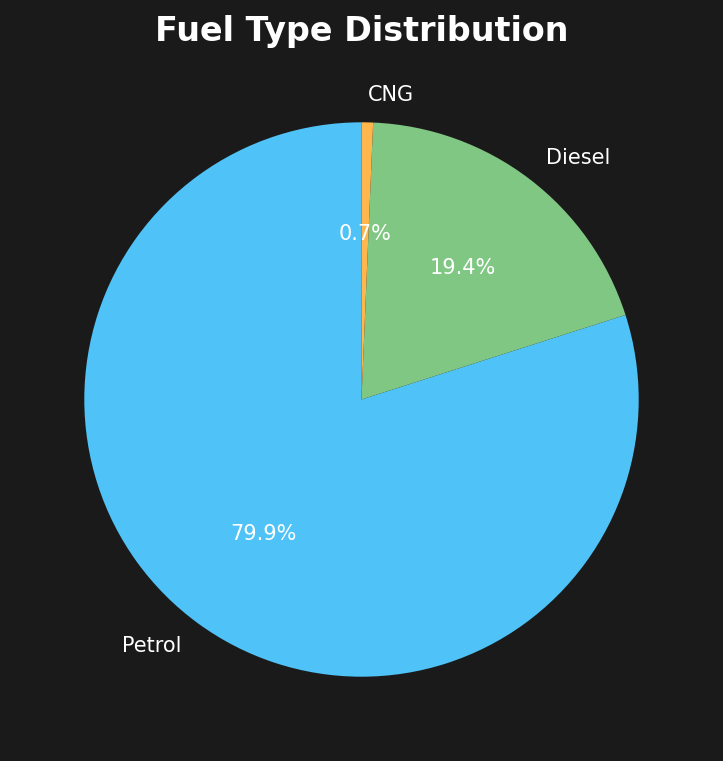 Fuel Type Distribution
CNG
Diesel
0.7%
19.4%
79.9%
Petrol